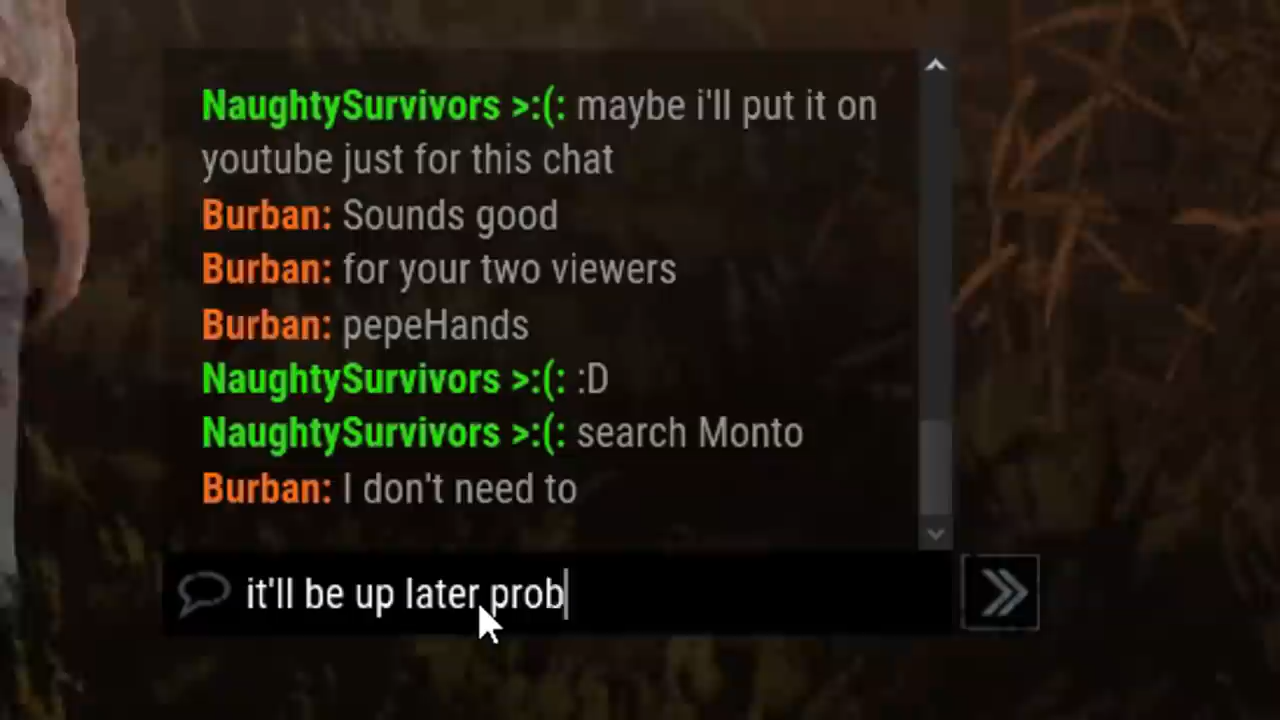 NaughtySurvivors >:(: maybe i'll put it on
youtube just for this chat
Burban: Sounds good
Burban: for your two viewers
Burban: pepeHands
NaughtySurvivors >:(: :D
NaughtySurvivors >:(: search Monto
Burban: I don't need to
it'll be up later prob